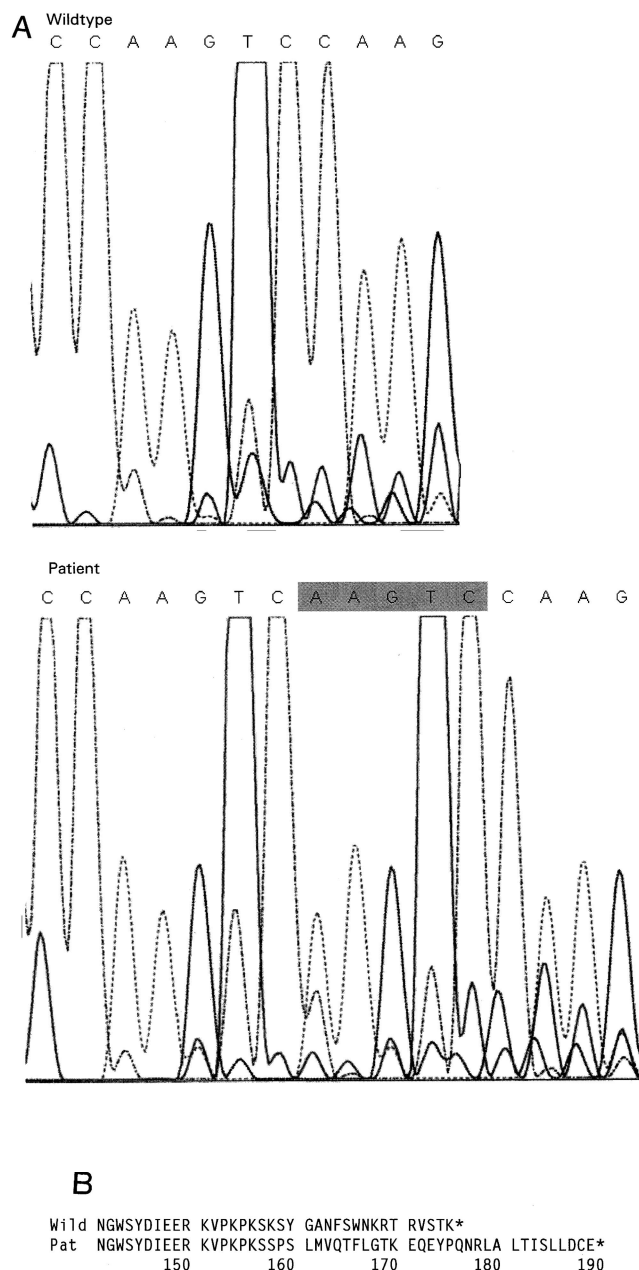 A
Wildtype
C C A A G T C C A A G
Patient
C C A A G T C A A G T C C A A G
B
Wild NGWSYDIEER KVPKPKSKSY GANFSWNKRT RVSTK*
Pat NGWSYDIEER KVPKPKSSPS LMVQTFLGTK EQEYPQNRLA LTISLLDCE*
150 160 170 180 190